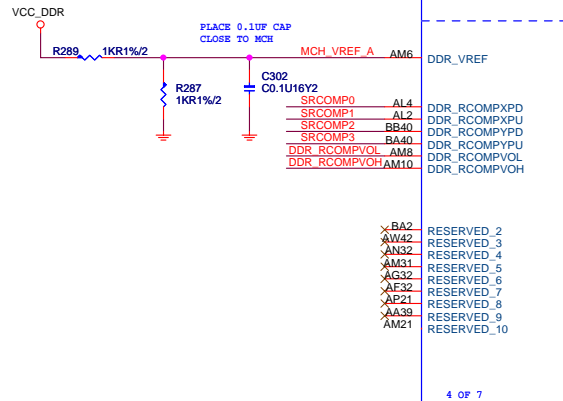 VCC_DDR
PLACE 0.1UF CAP
CLOSE TO MCH
R289 1KR1%/2 MCH_VREF_A AM6 DDR_VREF
R287
1KR1%/2
C302
C0.1U16Y2
SRCOMP0 AL4 DDR_RCOMPXPD
SRCOMP1 AL2 DDR_RCOMPXPU
SRCOMP2 BB40 DDR_RCOMPYPD
SRCOMP3 BA40 DDR_RCOMPYPU
DDR_RCOMPVOL AM8 DDR_RCOMPVOL
DDR_RCOMPVOH AM10 DDR_RCOMPVOH
BA2 RESERVED_2
AW42 RESERVED_3
AN32 RESERVED_4
AM31 RESERVED_5
AG32 RESERVED_6
AF32 RESERVED_7
AP21 RESERVED_8
AA39 RESERVED_9
AM21 RESERVED_10
4 OF 7